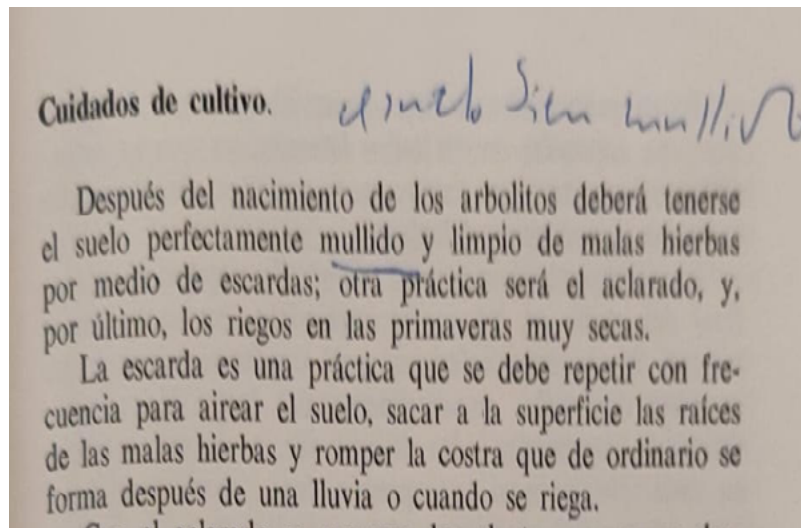 Cuidados de cultivo. el suelo bien mullido
Después del nacimiento de los arbolitos deberá tenerse
el suelo perfectamente mullido y limpio de malas hierbas
por medio de escardas; otra práctica será el aclarado, y,
por último, los riegos en las primaveras muy secas.
La escarda es una práctica que se debe repetir con fre-
cuencia para airear el suelo, sacar a la superficie las raíces
de las malas hierbas y romper la costra que de ordinario se
forma después de una lluvia o cuando se riega.